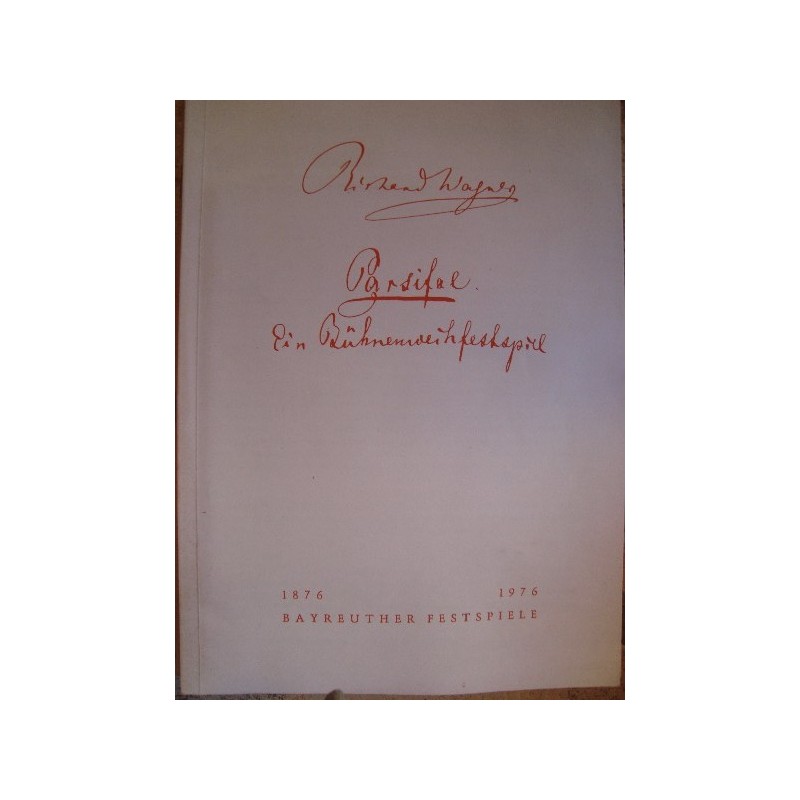 Richard Wagner
Parsifal.
Ein Bühnenweihfestspiel
1876 1976
BAYREUTHER FESTSPIELE